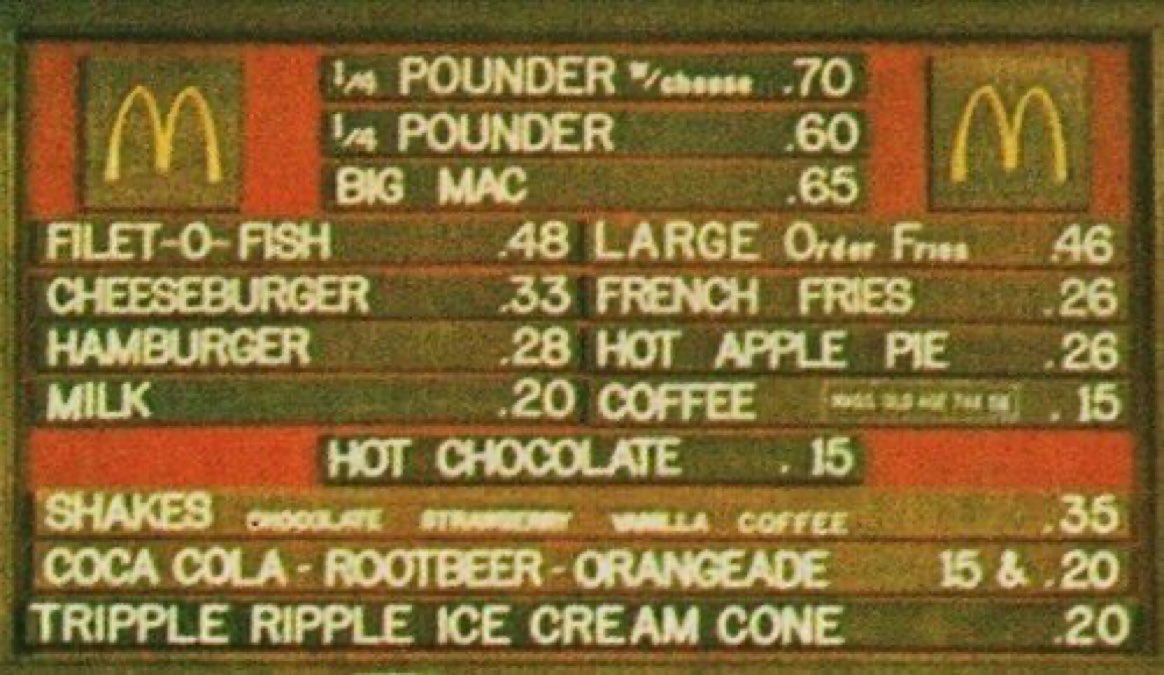 1/4 POUNDER w/cheese .70
1/4 POUNDER .60
BIG MAC .65
FILET-O-FISH .48 LARGE Order Fries .46
CHEESEBURGER .33 FRENCH FRIES .26
HAMBURGER .28 HOT APPLE PIE .26
MILK .20 COFFEE . 15
HOT CHOCOLATE . 15
SHAKES CHOCOLATE STRAWBERRY VANILLA COFFEE .35
COCA COLA - ROOTBEER - ORANGEADE 15 & .20
TRIPPLE RIPPLE ICE CREAM CONE .20